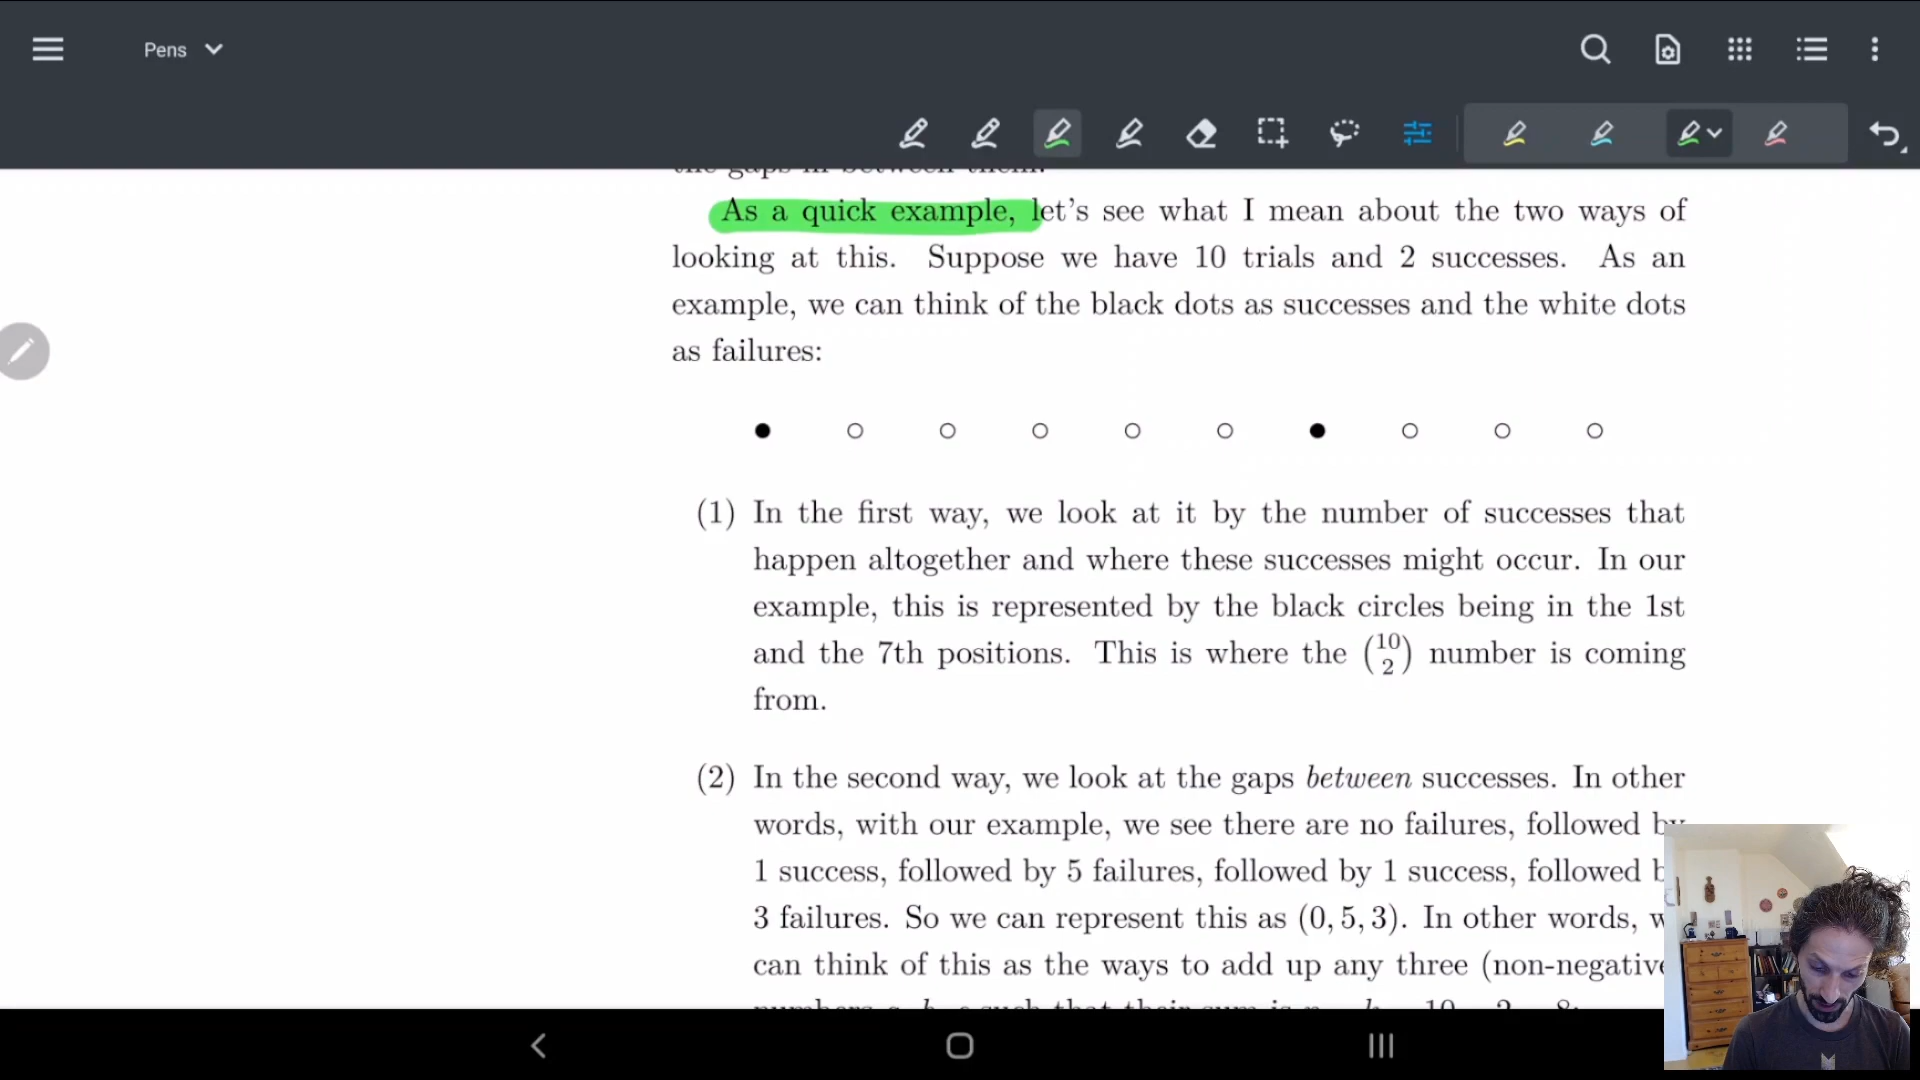 Pens
the gaps in between them.
As a quick example, let's see what I mean about the two ways of
looking at this. Suppose we have 10 trials and 2 successes. As an
example, we can think of the black dots as successes and the white dots
as failures:
(1) In the first way, we look at it by the number of successes that
happen altogether and where these successes might occur. In our
example, this is represented by the black circles being in the 1st
and the 7th positions. This is where the (10 2) number is coming
from.
(2) In the second way, we look at the gaps between successes. In other
words, with our example, we see there are no failures, followed by
1 success, followed by 5 failures, followed by 1 success, followed
3 failures. So we can represent this as (0, 5, 3). In other words,
can think of this as the ways to add up any three (non-negative